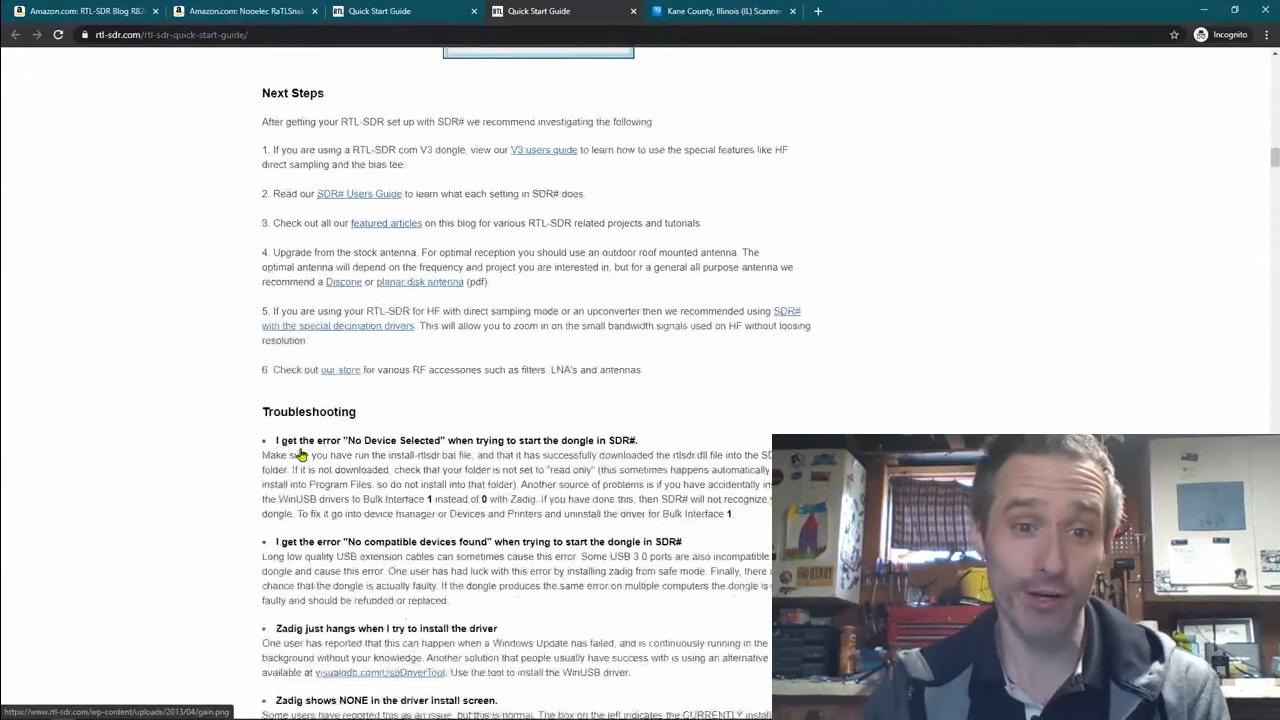 Amazon.com: RTL-SDR Blog R82
Amazon.com: Nooelec RaTLSnak
RTL Quick Start Guide
RTL Quick Start Guide
Kane County, Illinois (IL) Scanner
rtl-sdr.com/rtl-sdr-quick-start-guide/
Incognito
Next Steps
After getting your RTL-SDR set up with SDR# we recommend investigating the following
1. If you are using a RTL-SDR com V3 dongle, view our V3 users guide to learn how to use the special features like HF
direct sampling and the bias tee.
2. Read our SDR# Users Guide to learn what each setting in SDR# does.
3. Check out all our featured articles on this blog for various RTL-SDR related projects and tutorials.
4. Upgrade from the stock antenna. For optimal reception you should use an outdoor roof mounted antenna. The
optimal antenna will depend on the frequency and project you are interested in, but for a general all purpose antenna we
recommend a Discone or planar disk antenna (pdf).
5. If you are using your RTL-SDR for HF with direct sampling mode or an upconverter then we recommended using SDR#
with the special decimation drivers. This will allow you to zoom in on the small bandwidth signals used on HF without loosing
resolution.
6. Check out our store for various RF accessories such as filters, LNA's and antennas.
Troubleshooting
• I get the error "No Device Selected" when trying to start the dongle in SDR#.
Make sure you have run the install-rtlsdr.bat file, and that it has successfully downloaded the rtlsdr.dll file into the SD
folder. If it is not downloaded, check that your folder is not set to "read only" (this sometimes happens automatically
install into Program Files, so do not install into that folder). Another source of problems is if you have accidentally in
the WinUSB drivers to Bulk Interface 1 instead of 0 with Zadig. if you have done this, then SDR# will not recognize
dongle. To fix it go into device manager or Devices and Printers and uninstall the driver for Bulk Interface 1.
• I get the error "No compatible devices found" when trying to start the dongle in SDR#
Long low quality USB extension cables can sometimes cause this error. Some USB 3.0 ports are also incompatible
dongle and cause this error. One user has had luck with this error by installing zadig from safe mode. Finally, there
chance that the dongle is actually faulty. If the dongle produces the same error on multiple computers the dongle is
faulty and should be refunded or replaced.
• Zadig just hangs when I try to install the driver
One user has reported that this can happen when a Windows Update has failed, and is continuously running in the
background without your knowledge. Another solution that people usually have success with is using an alternative
available at visualgdb.com/UsbDriverTool. Use the tool to install the WinUSB driver.
• Zadig shows NONE in the driver install screen.
Some users have reported this as an issue, but this is normal. The box on the left indicates the CURRENTLY install
https://www.rtl-sdr.com/wp-content/uploads/2013/04/gain.png